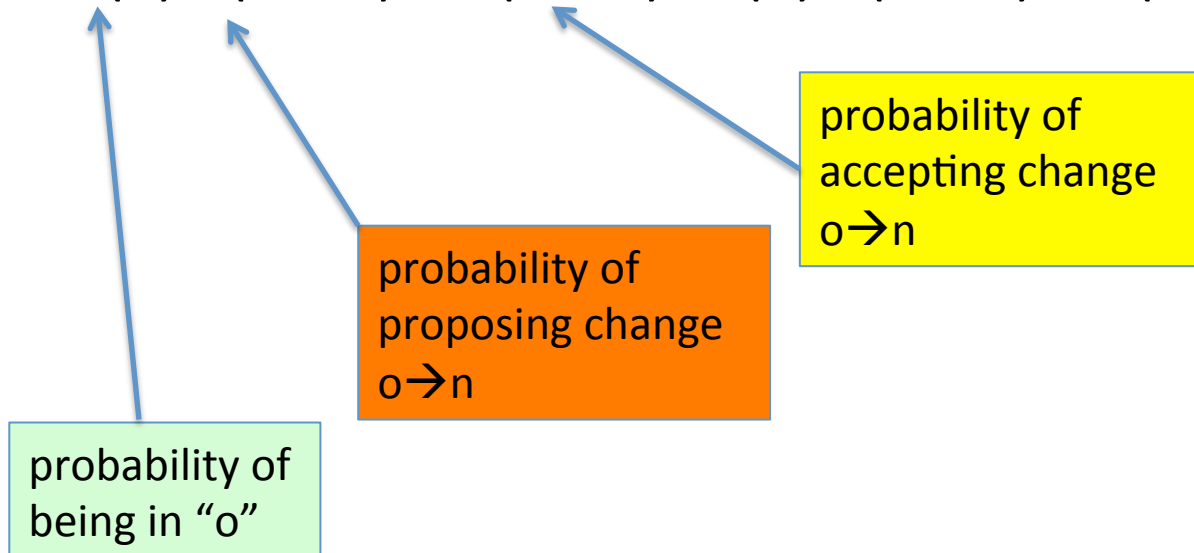 probability of
accepting change
o→n
probability of
proposing change
o→n
probability of
being in “o”